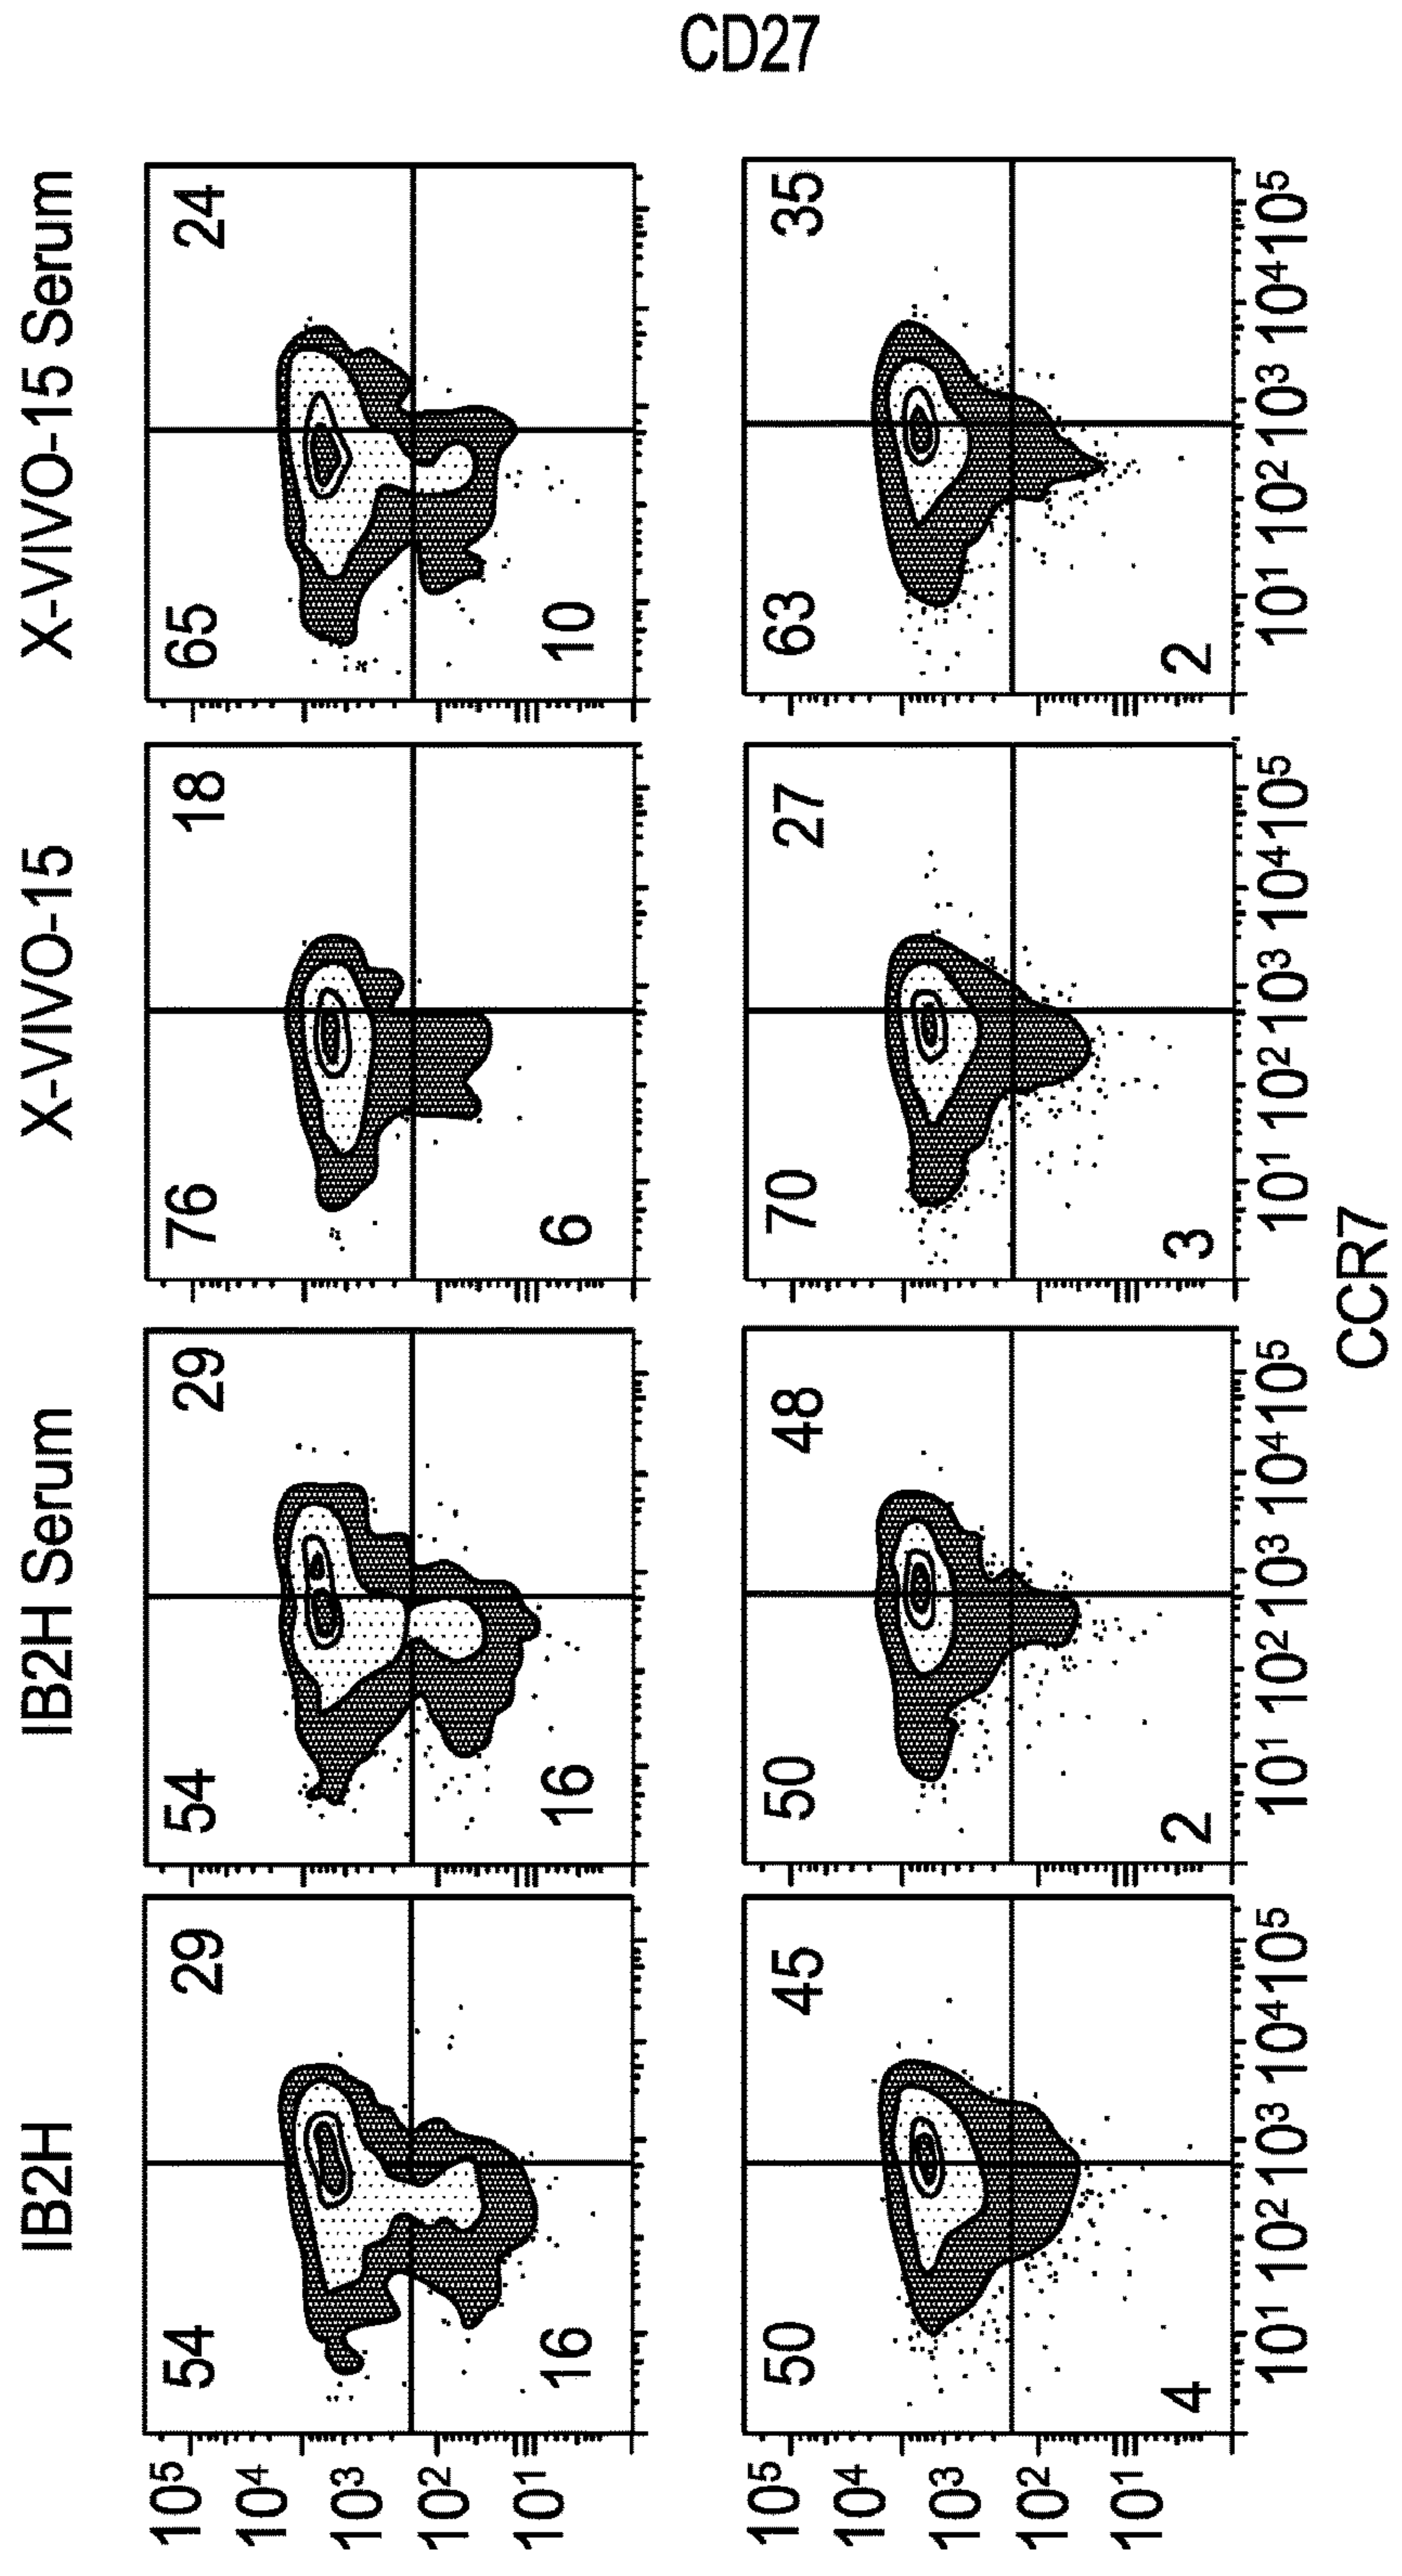 IB2H
IB2H Serum
X-VIVO-15
X-VIVO-15 Serum
CD27
10⁵
10⁴
10³
10²
10¹
54 29
16
54 29
16
76 18
6
65 24
10
10⁵
10⁴
10³
10²
10¹
50 45
4
50 48
2
70 27
3
63 35
2
10¹ 10² 10³ 10⁴ 10⁵
10¹ 10² 10³ 10⁴ 10⁵
10¹ 10² 10³ 10⁴ 10⁵
10¹ 10² 10³ 10⁴ 10⁵
CCR7